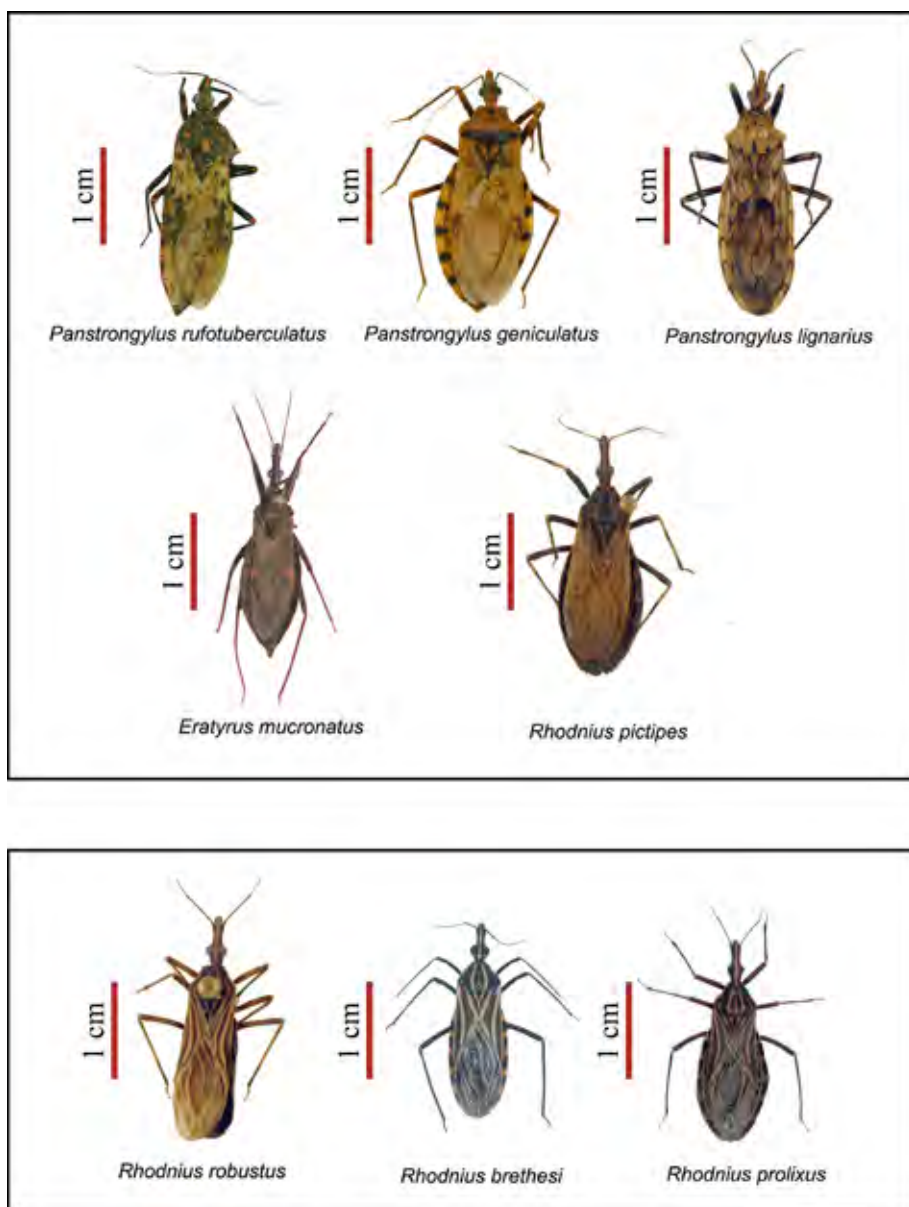 1 cm
1 cm
1 cm
Panstrongylus rufotuberculatus
Panstrongylus geniculatus
Panstrongylus lignarius
1 cm
1 cm
Eratyrus mucronatus
Rhodnius pictipes
1 cm
1 cm
1 cm
Rhodnius robustus
Rhodnius brethesi
Rhodnius prolixus